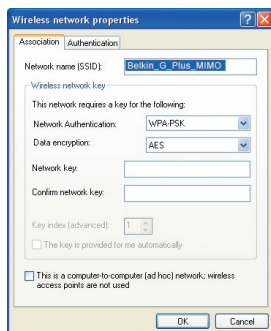 Wireless network properties
Association Authentication
Network name (SSID): Belkin_G_Plus_MIMO
Wireless network key
This network requires a key for the following:
Network Authentication: WPA-PSK
Data encryption: AES
Network key:
Confirm network key:
Key index (advanced): 1
The key is provided for me automatically
This is a computer-to-computer (ad hoc) network; wireless
access points are not used
OK Cancel